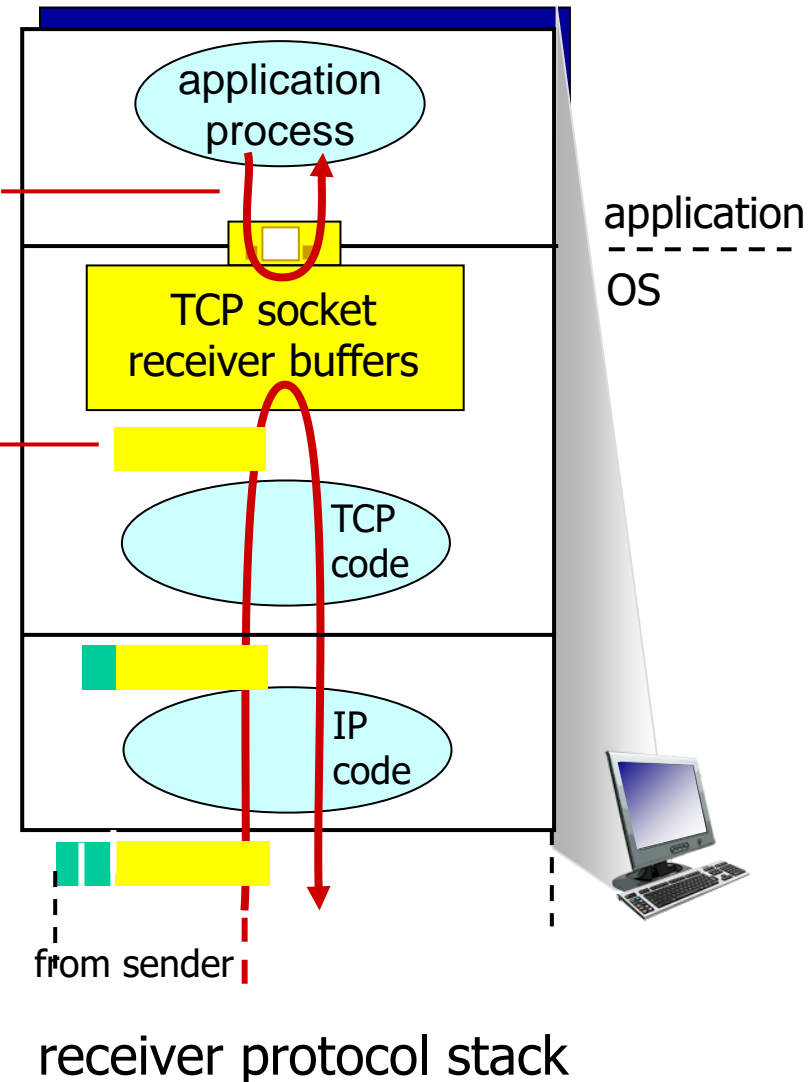 application
process
application
OS
TCP socket
receiver buffers
TCP
code
IP
code
from sender
receiver protocol stack